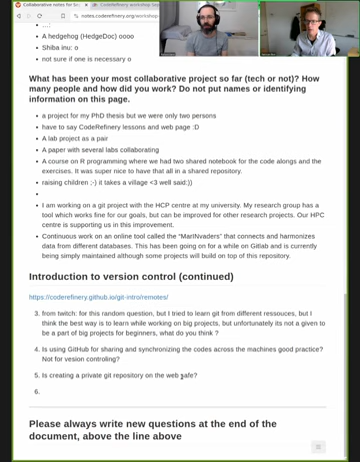 Collaborative notes for
CodeRefinery workshop
notes.coderefinery.org/workshop
• A hedgehog (HedgeDoc) oooo
• Shiba inu: o
• not sure if one is necessary o
What has been your most collaborative project so far (tech or not)? How
many people and how did you work? Do not put names or identifying
information on this page.
• a project for my PhD thesis but we were only two persons
• have to say CodeRefinery lessons and web page :D
• A lab project as a pair
• A paper with several labs collaborating
• A course on R programming where we had two shared notebook for the code alongs and the
exercises. It was super nice to have that all in a shared repository.
• raising children ;-) it takes a village <3 well said:))
•
• I am working on a git project with the HCP centre at my university. My research group has a
tool which works fine for our goals, but can be improved for other research projects. Our HPC
centre is supporting us in this improvement.
• Continuous work on an online tool called the “MartNvaders” that connects and harmonizes
data from different databases. This has been going on for a while on Gitlab and is currently
being simply maintained although some projects will build on top of this repository.
Introduction to version control (continued)
https://coderefinery.github.io/git-intro/remotes/
3. from twitch: for this random question, but I tried to learn git from different ressouces, but I
think the best way is to learn while working on big projects, but unfortunately its not a given to
be a part of big projects for beginners, what do you think ?
4. Is using GitHub for sharing and synchronizing the codes across the machines good practice?
Not for vesion controling?
5. Is creating a private git repository on the web safe?
6.
Please always write new questions at the end of the
document, above the line above